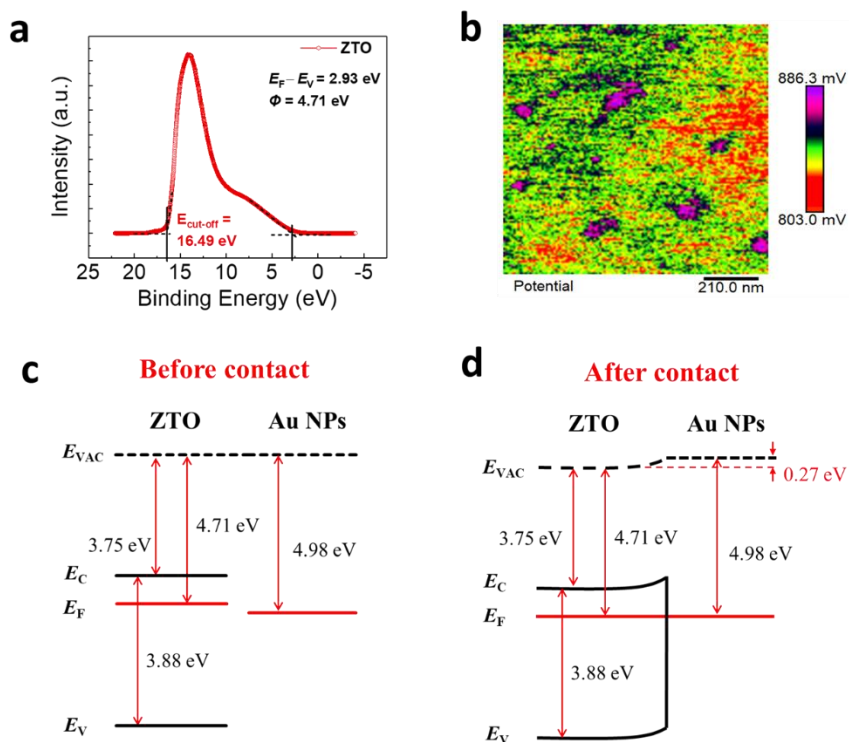 a
ZTO
E_F – E_V = 2.93 eV
Φ = 4.71 eV
Intensity (a.u.)
E_cut-off =
16.49 eV
25 20 15 10 5 0 -5
Binding Energy (eV)
b
886.3 mV
803.0 mV
Potential
210.0 nm
c
Before contact
ZTO Au NPs
E_VAC
4.71 eV
3.75 eV
4.98 eV
E_C
E_F
3.88 eV
E_V
d
After contact
ZTO Au NPs
E_VAC
0.27 eV
3.75 eV
4.71 eV
4.98 eV
E_C
E_F
3.88 eV
E_V